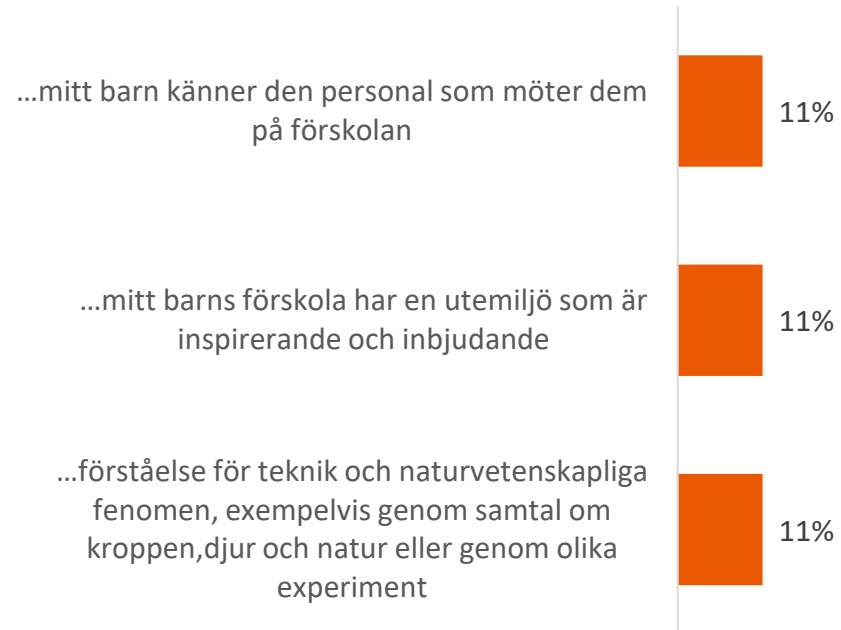 ...mitt barn känner den personal som möter dem
på förskolan
11%
...mitt barns förskola har en utemiljö som är
inspirerande och inbjudande
11%
...förståelse för teknik och naturvetenskapliga
fenomen, exempelvis genom samtal om
kroppen,djur och natur eller genom olika
experiment
11%